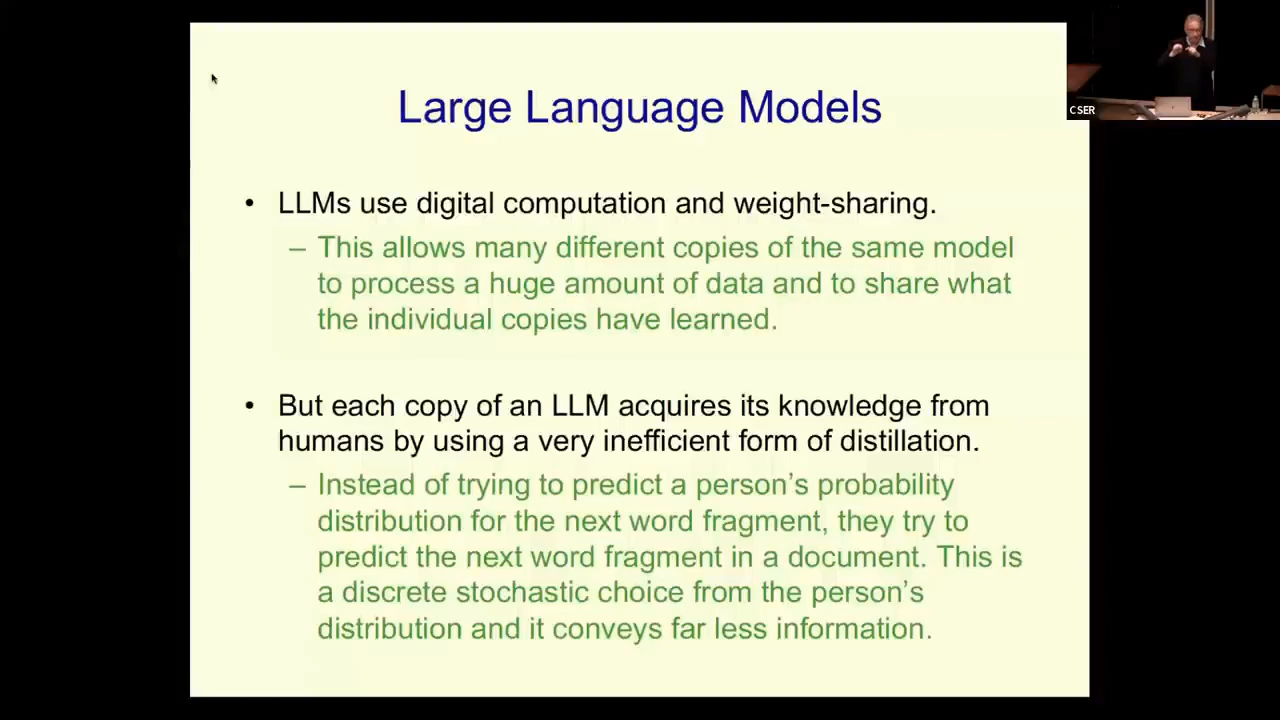 Large Language Models
CSER
• LLMs use digital computation and weight-sharing.
– This allows many different copies of the same model
to process a huge amount of data and to share what
the individual copies have learned.
• But each copy of an LLM acquires its knowledge from
humans by using a very inefficient form of distillation.
– Instead of trying to predict a person’s probability
distribution for the next word fragment, they try to
predict the next word fragment in a document. This is
a discrete stochastic choice from the person’s
distribution and it conveys far less information.